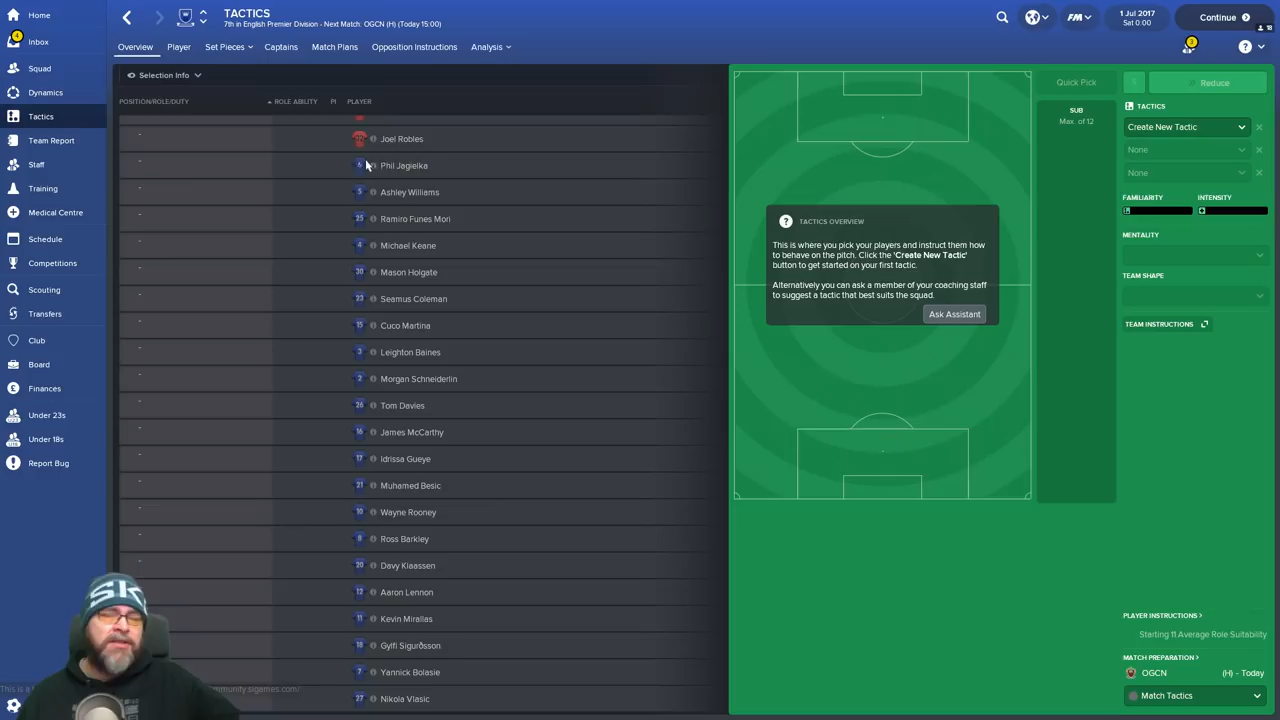 Home
4
Inbox
Squad
Dynamics
Tactics
Team Report
Staff
Training
Medical Centre
Schedule
Competitions
Scouting
Transfers
Club
Board
Finances
Under 23s
Under 18s
Report Bug
TACTICS
7th in English Premier Division - Next Match: OGCN (H) (Today 15:00)
FM
1 Jul 2017
Sat 0:00
Continue
18
Overview
Player
Set Pieces
Captains
Match Plans
Opposition Instructions
Analysis
3
?
Selection Info
POSITION/ROLE/DUTY
ROLE ABILITY
PI
PLAYER
- Joel Robles
- 6 Phil Jagielka
- 5 Ashley Williams
- 25 Ramiro Funes Mori
- 4 Michael Keane
- 30 Mason Holgate
- 23 Seamus Coleman
- 15 Cuco Martina
- 3 Leighton Baines
- 2 Morgan Schneiderlin
- 26 Tom Davies
- 16 James McCarthy
- 17 Idrissa Gueye
- 21 Muhamed Besic
- 10 Wayne Rooney
- 8 Ross Barkley
- 20 Davy Klaassen
12 Aaron Lennon
11 Kevin Mirallas
- 18 Gylfi Sigurðsson
- 7 Yannick Bolasie
- 27 Nikola Vlasic
This is a
community.sigames.com/
SK
? TACTICS OVERVIEW
This is where you pick your players and instruct them how
to behave on the pitch. Click the 'Create New Tactic'
button to get started on your first tactic.
Alternatively you can ask a member of your coaching staff
to suggest a tactic that best suits the squad.
Ask Assistant
Quick Pick
SUB
Max. of 12
Reduce
TACTICS
Create New Tactic
None
None
FAMILIARITY
INTENSITY
MENTALITY
TEAM SHAPE
TEAM INSTRUCTIONS
PLAYER INSTRUCTIONS >
Starting 11 Average Role Suitability
MATCH PREPARATION >
OGCN
(H) - Today
Match Tactics